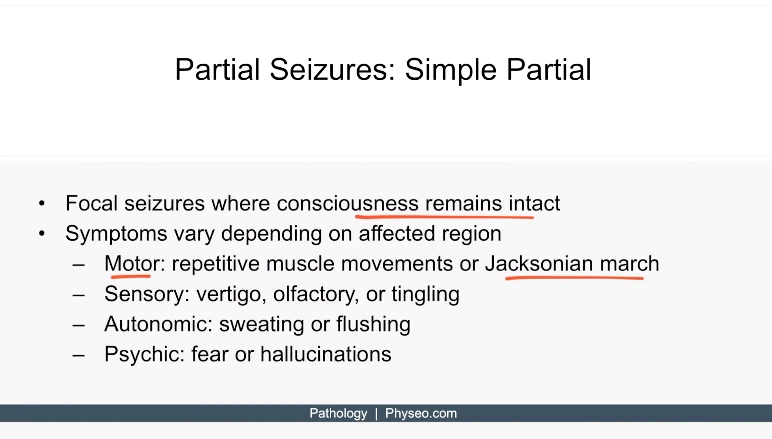 Partial Seizures: Simple Partial
• Focal seizures where consciousness remains intact
• Symptoms vary depending on affected region
– Motor: repetitive muscle movements or Jacksonian march
– Sensory: vertigo, olfactory, or tingling
– Autonomic: sweating or flushing
– Psychic: fear or hallucinations
Pathology | Physeo.com